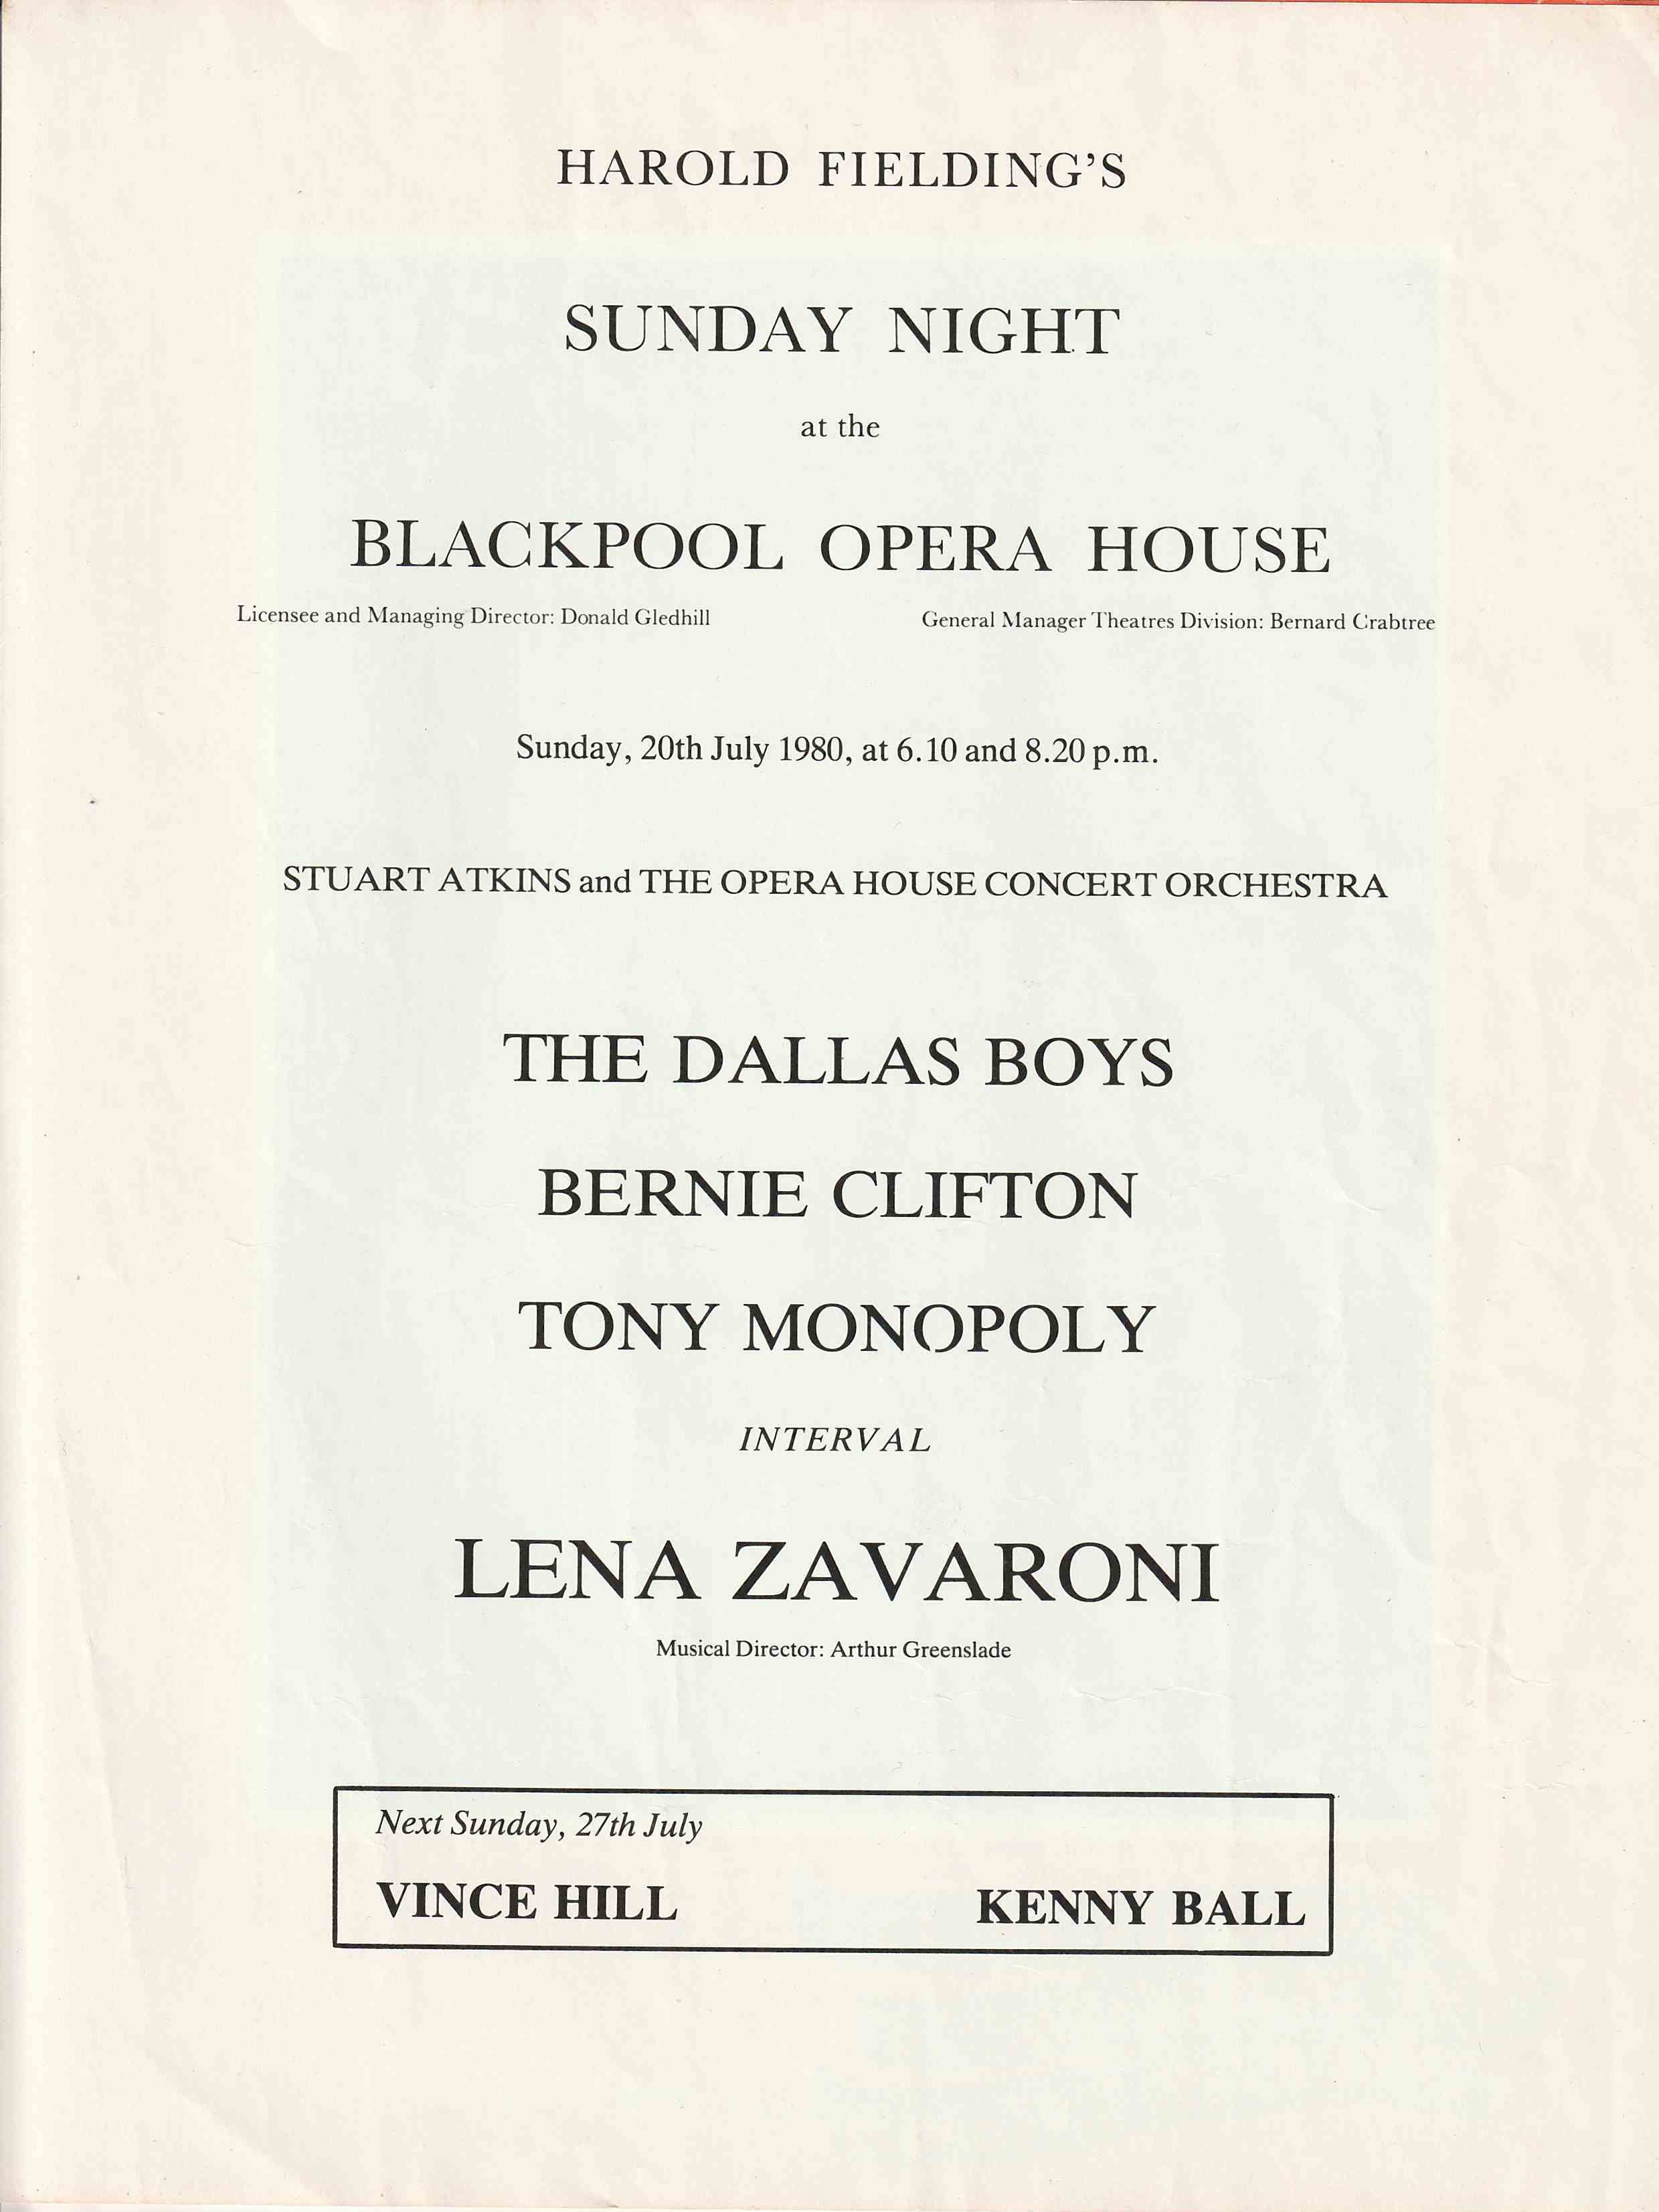 HAROLD FIELDING'S
SUNDAY NIGHT
at the
BLACKPOOL OPERA HOUSE
Licensee and Managing Director: Donald Gledhill General Manager Theatres Division: Bernard Crabtree
Sunday, 20th July 1980, at 6.10 and 8.20 p.m.
STUART ATKINS and THE OPERA HOUSE CONCERT ORCHESTRA
THE DALLAS BOYS
BERNIE CLIFTON
TONY MONOPOLY
INTERVAL
LENA ZAVARONI
Musical Director: Arthur Greenslade
Next Sunday, 27th July
VINCE HILL KENNY BALL